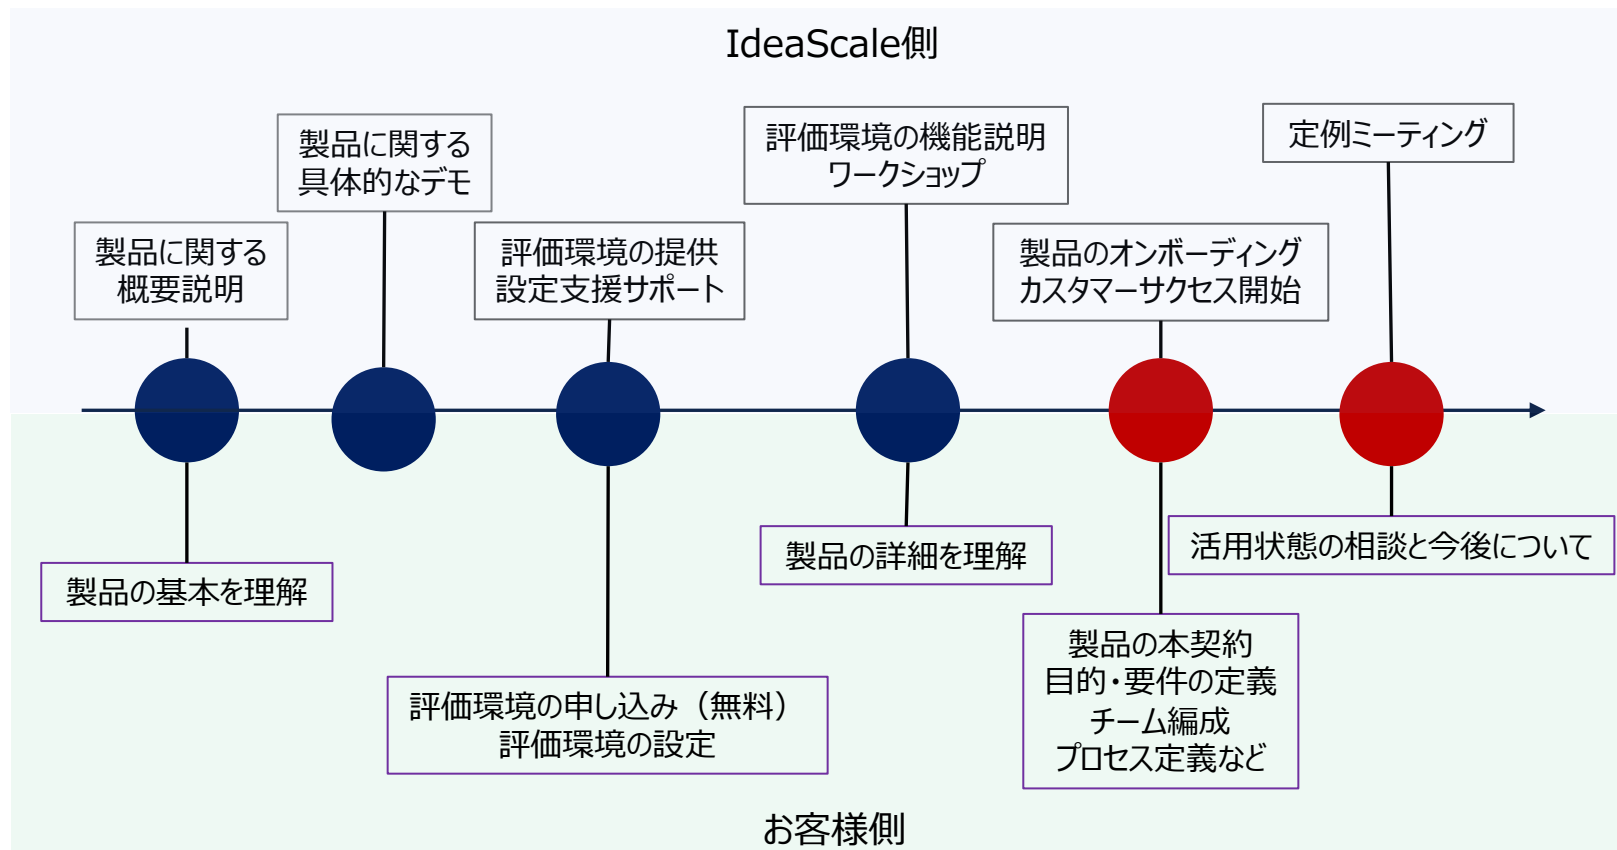 IdeaScale側
製品に関する
概要説明
製品に関する
具体的なデモ
評価環境の提供
設定支援サポート
評価環境の機能説明
ワークショップ
製品のオンボーディング
カスタマーサクセス開始
定例ミーティング
製品の基本を理解
評価環境の申し込み（無料）
評価環境の設定
製品の詳細を理解
製品の本契約
目的・要件の定義
チーム編成
プロセス定義など
活用状態の相談と今後について
お客様側